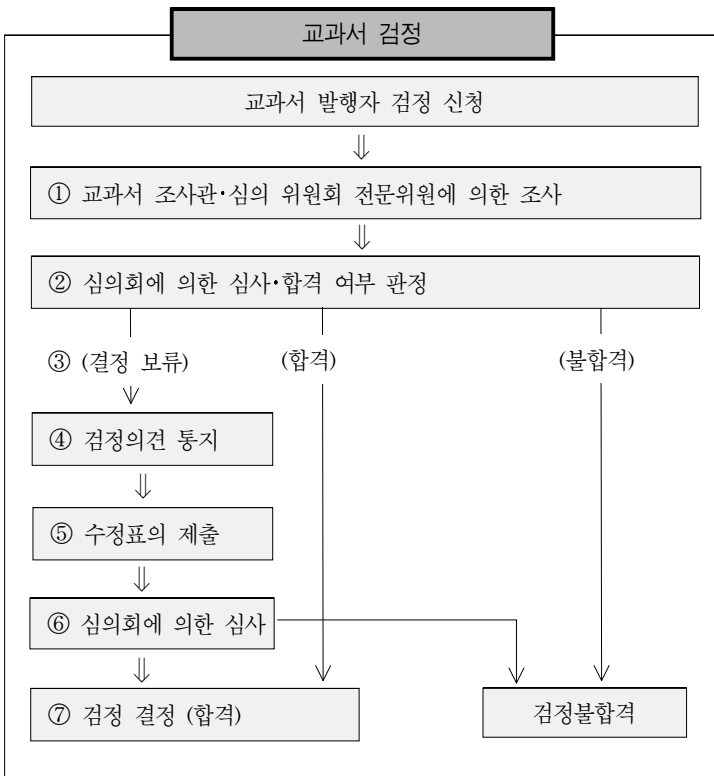 교과서 검정
교과서 발행자 검정 신청
⇓
① 교과서 조사관·심의 위원회 전문위원에 의한 조사
⇓
② 심의회에 의한 심사·합격 여부 판정
③ (결정 보류) (합격) (불합격)
④ 검정의견 통지
⇓
⑤ 수정표의 제출
⇓
⑥ 심의회에 의한 심사
⇓
⑦ 검정 결정 (합격) 검정불합격